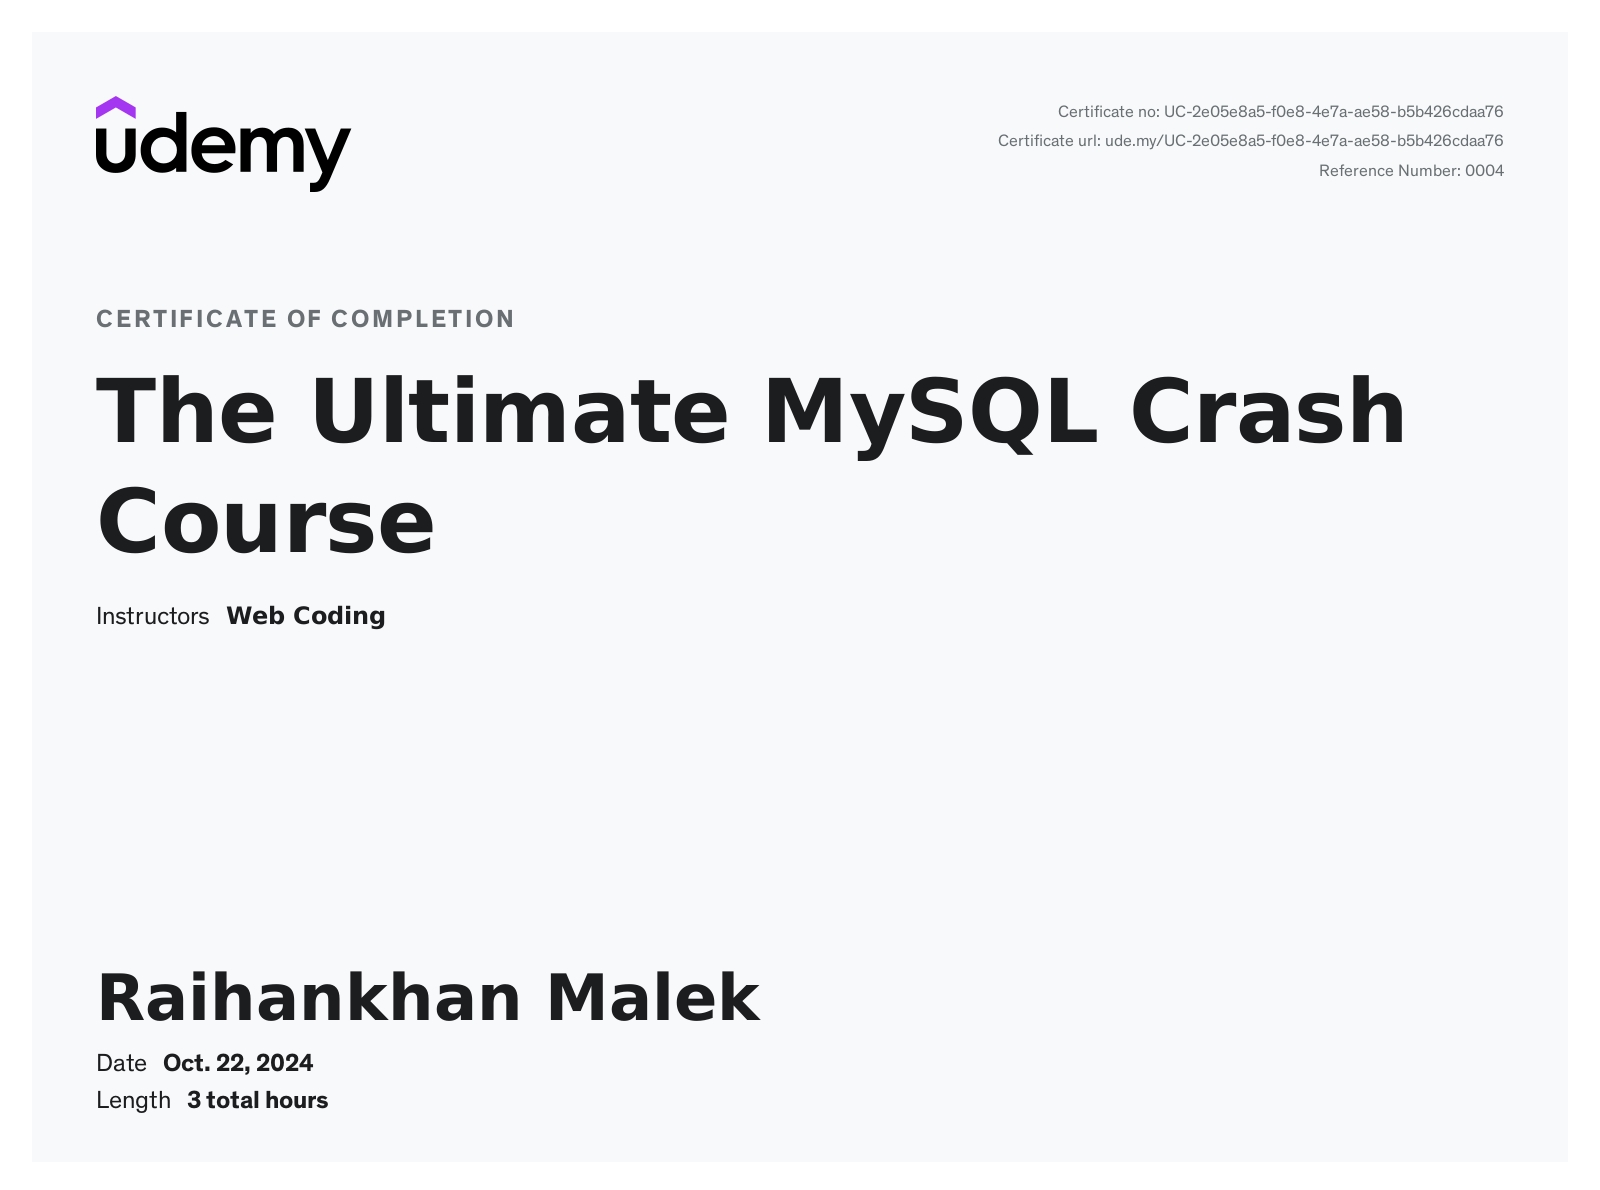 udemy
Certificate no: UC-2e05e8a5-f0e8-4e7a-ae58-b5b426cdaa76
Certificate url: ude.my/UC-2e05e8a5-f0e8-4e7a-ae58-b5b426cdaa76
Reference Number: 0004
CERTIFICATE OF COMPLETION
The Ultimate MySQL Crash
Course
Instructors Web Coding
Raihankhan Malek
Date Oct. 22, 2024
Length 3 total hours